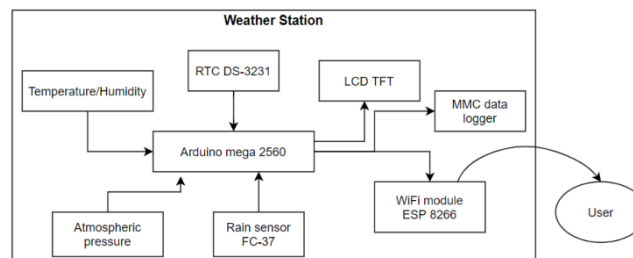 Weather Station
RTC DS-3231
LCD TFT
Temperature/Humidity
MMC data
logger
Arduino mega 2560
WiFi module
ESP 8266
User
Atmospheric
pressure
Rain sensor
FC-37